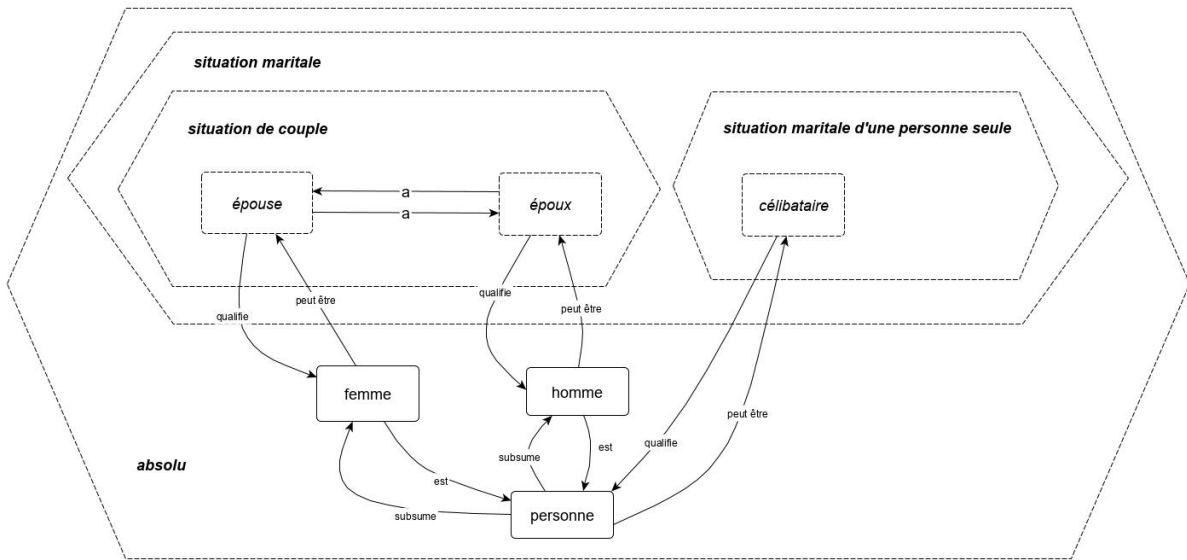 situation maritale
situation de couple
situation maritale d'une personne seule
a
épouse
époux
célibataire
a
qualifie
peut être
qualifie
peut être
femme
homme
peut être
qualifie
est
subsume
absolu
est
subsume
personne